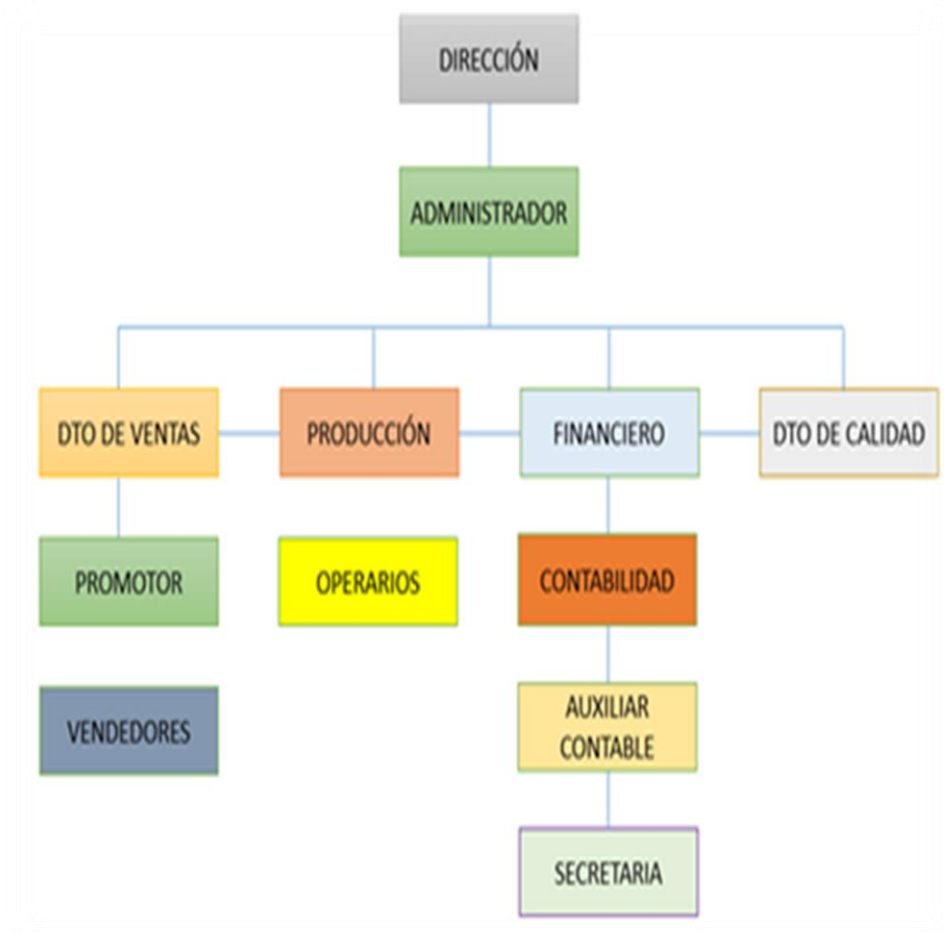 DIRECCIÓN
ADMINISTRADOR
DTO DE VENTAS
PRODUCCIÓN
FINANCIERO
DTO DE CALIDAD
PROMOTOR
OPERARIOS
CONTABILIDAD
VENDEDORES
AUXILIAR
CONTABLE
SECRETARIA